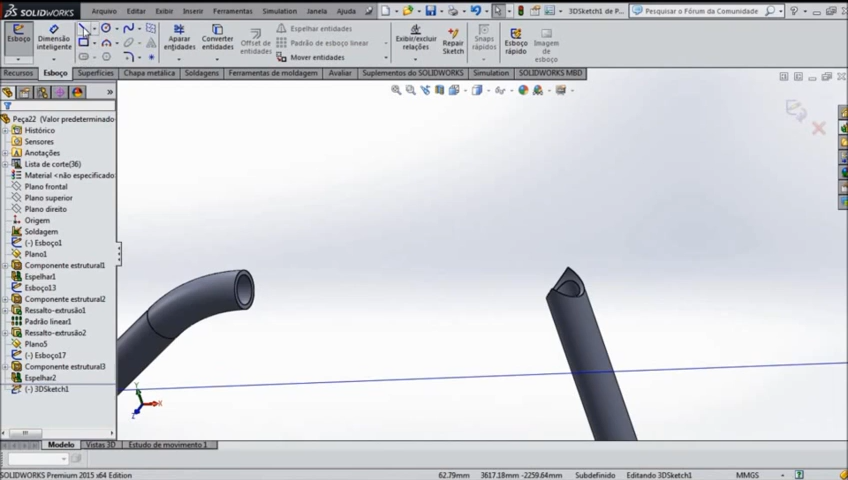 SOLIDWORKS
Arquivo Editar Exibir Inserir Ferramentas Simulation Janela Ajuda
3DSketch1 de P...
Pesquisar o Fórum da Comunidade
Esboço
Dimensão inteligente
Aparar entidades
Converter entidades
Offset de entidades
Espelhar entidades
Padrão de esboço linear
Mover entidades
Exibir/excluir relações
Reparar Sketch
Snaps rápidos
Esboço rápido
Imagem de esboço
Recursos Esboço Superfícies Chapa metálica Soldagens Ferramentas de moldagem Avaliar Suplementos do SOLIDWORKS Simulation SOLIDWORKS MBD
Peça22 (Valor predeterminado
Histórico
Sensores
Anotações
Lista de corte(36)
Material <não especificado
Plano frontal
Plano superior
Plano direito
Origem
Soldagem
(-) Esboço1
Plano1
Componente estrutural1
Espelhar1
Esboço13
Componente estrutural2
Ressalto-extrusão1
Padrão linear1
Ressalto-extrusão2
Plano5
(-) Esboço17
Componente estrutural3
Espelhar2
(-) 3DSketch1
Y
X
Z
Modelo Vistas 3D Estudo de movimento 1
SOLIDWORKS Premium 2015 x64 Edition
62.79mm 3617.18mm -2259.64mm Subdefinido Editando 3DSketch1 MMGS